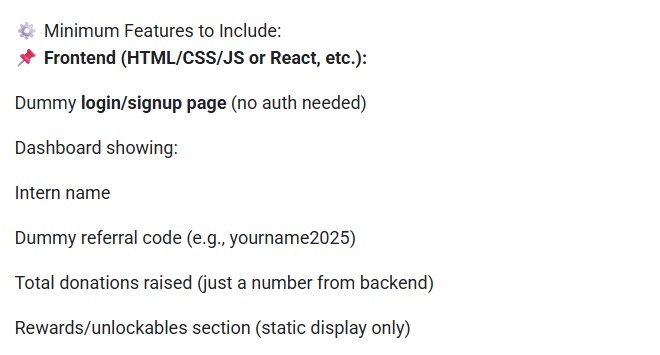 ⚙️ Minimum Features to Include:
📌 Frontend (HTML/CSS/JS or React, etc.):
Dummy login/signup page (no auth needed)
Dashboard showing:
Intern name
Dummy referral code (e.g., yourname2025)
Total donations raised (just a number from backend)
Rewards/unlockables section (static display only)